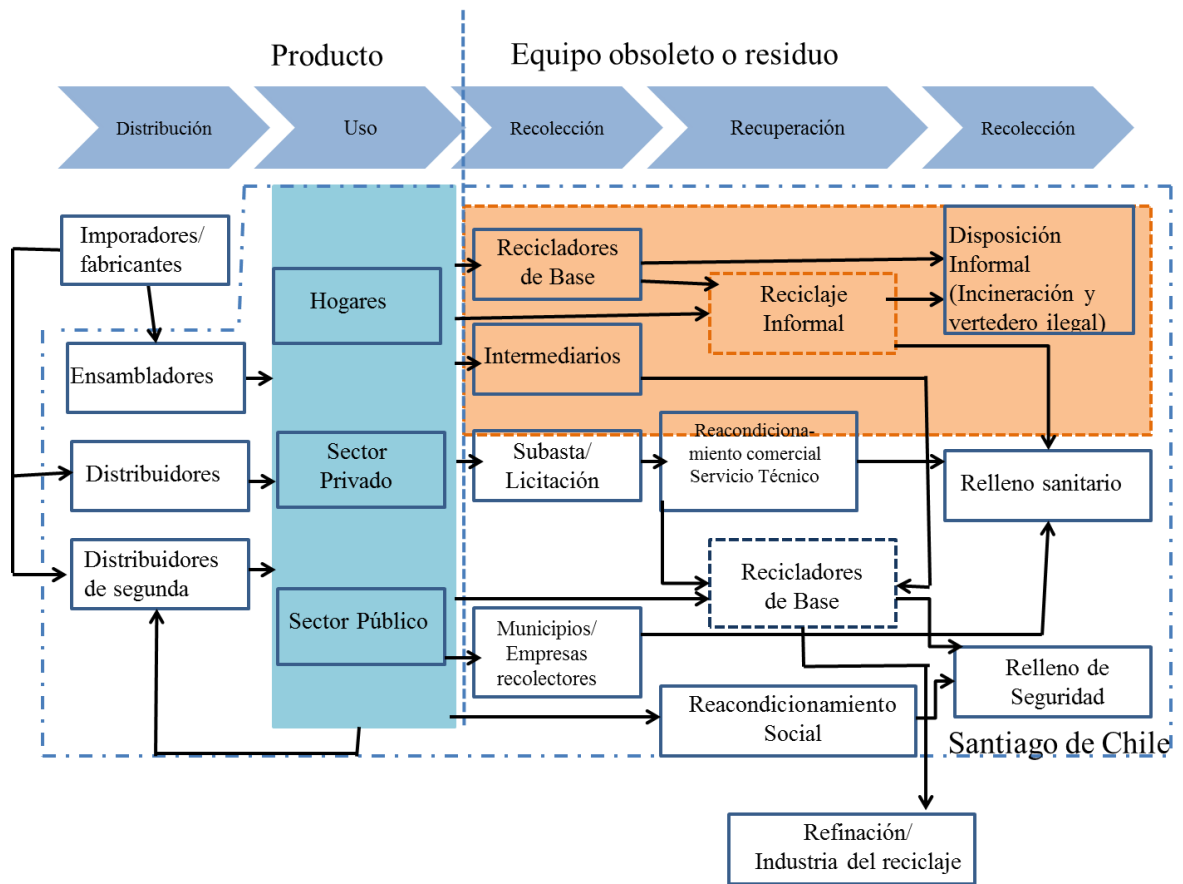 Producto
Equipo obsoleto o residuo
Distribución
Uso
Recolección
Recuperación
Recolección
Imporadores/
fabricantes
Ensambladores
Distribuidores
Distribuidores
de segunda
Hogares
Sector
Privado
Sector Público
Recicladores
de Base
Intermediarios
Subasta/
Licitación
Municipios/
Empresas
recolectores
Reciclaje
Informal
Reacondiciona-
miento comercial
Servicio Técnico
Recicladores
de Base
Reacondicionamiento
Social
Disposición
Informal
(Incineración y
vertedero ilegal)
Relleno sanitario
Relleno de
Seguridad
Santiago de Chile
Refinación/
Industria del reciclaje